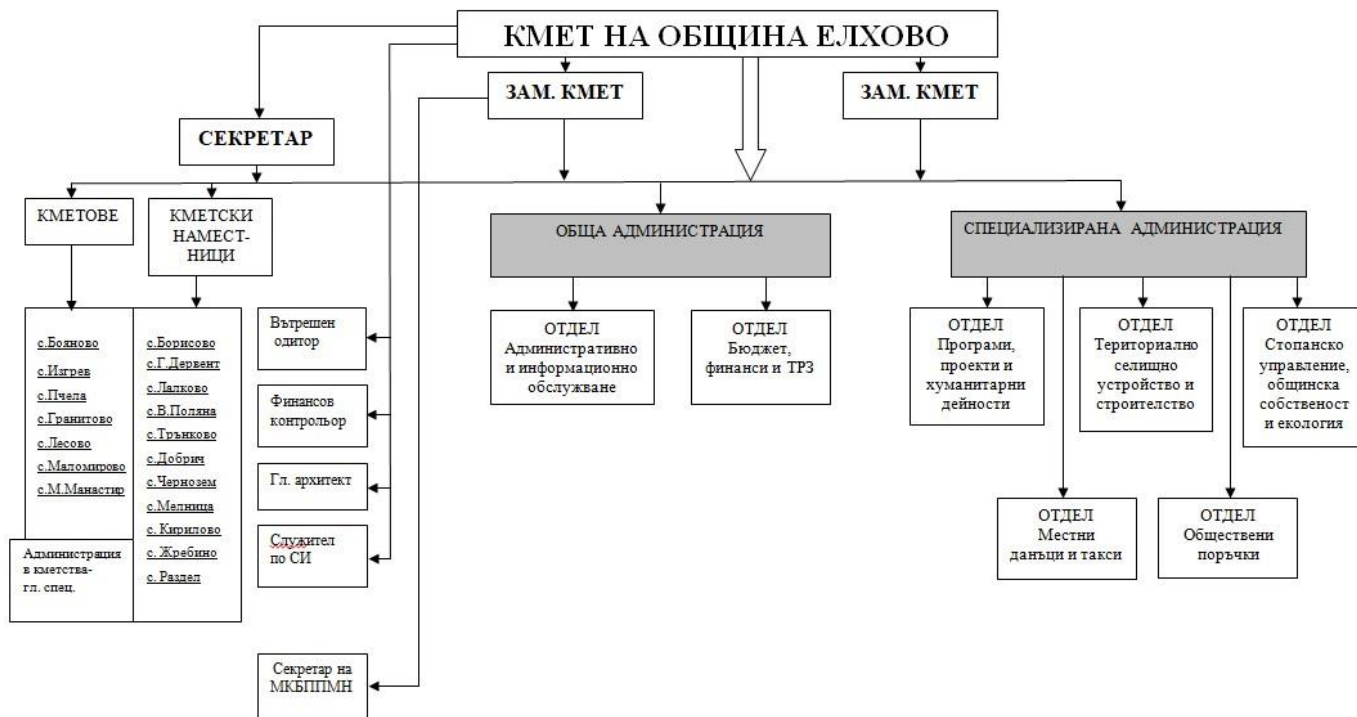 КМЕТ НА ОБЩИНА ЕЛХОВО
ЗАМ. КМЕТ
ЗАМ. КМЕТ
СЕКРЕТАР
КМЕТОВЕ
КМЕТСКИ
НАМЕСТ-
НИЦИ
ОБЩА АДМИНИСТРАЦИЯ
СПЕЦИАЛИЗИРАНА АДМИНИСТРАЦИЯ
с.Бояново
с.Изгрев
с.Пчела
с.Гранитово
с.Лесово
с.Маломирово
с.М.Манастир
Администрация
в кметства-
гл. спец.
с.Борисово
с.Г.Дервент
с.Лалково
с.В.Поляна
с.Трънково
с.Добрич
с.Чернозем
с.Мелница
с. Кирилово
с. Жребино
с. Раздел
Вътрешен
одитор
Финансов
контрольор
Гл. архитект
Служител
по СИ
Секретар на
МКБППМН
ОТДЕЛ
Административно
и информационно
обслужване
ОТДЕЛ
Бюджет,
финанси и ТРЗ
ОТДЕЛ
Програми,
проекти и
хуманитарни
дейности
ОТДЕЛ
Териториално
селищно
устройство и
строителство
ОТДЕЛ
Стопанско
управление,
общинска
собственост
и екология
ОТДЕЛ
Местни
данъци и такси
ОТДЕЛ
Обществени
поръчки